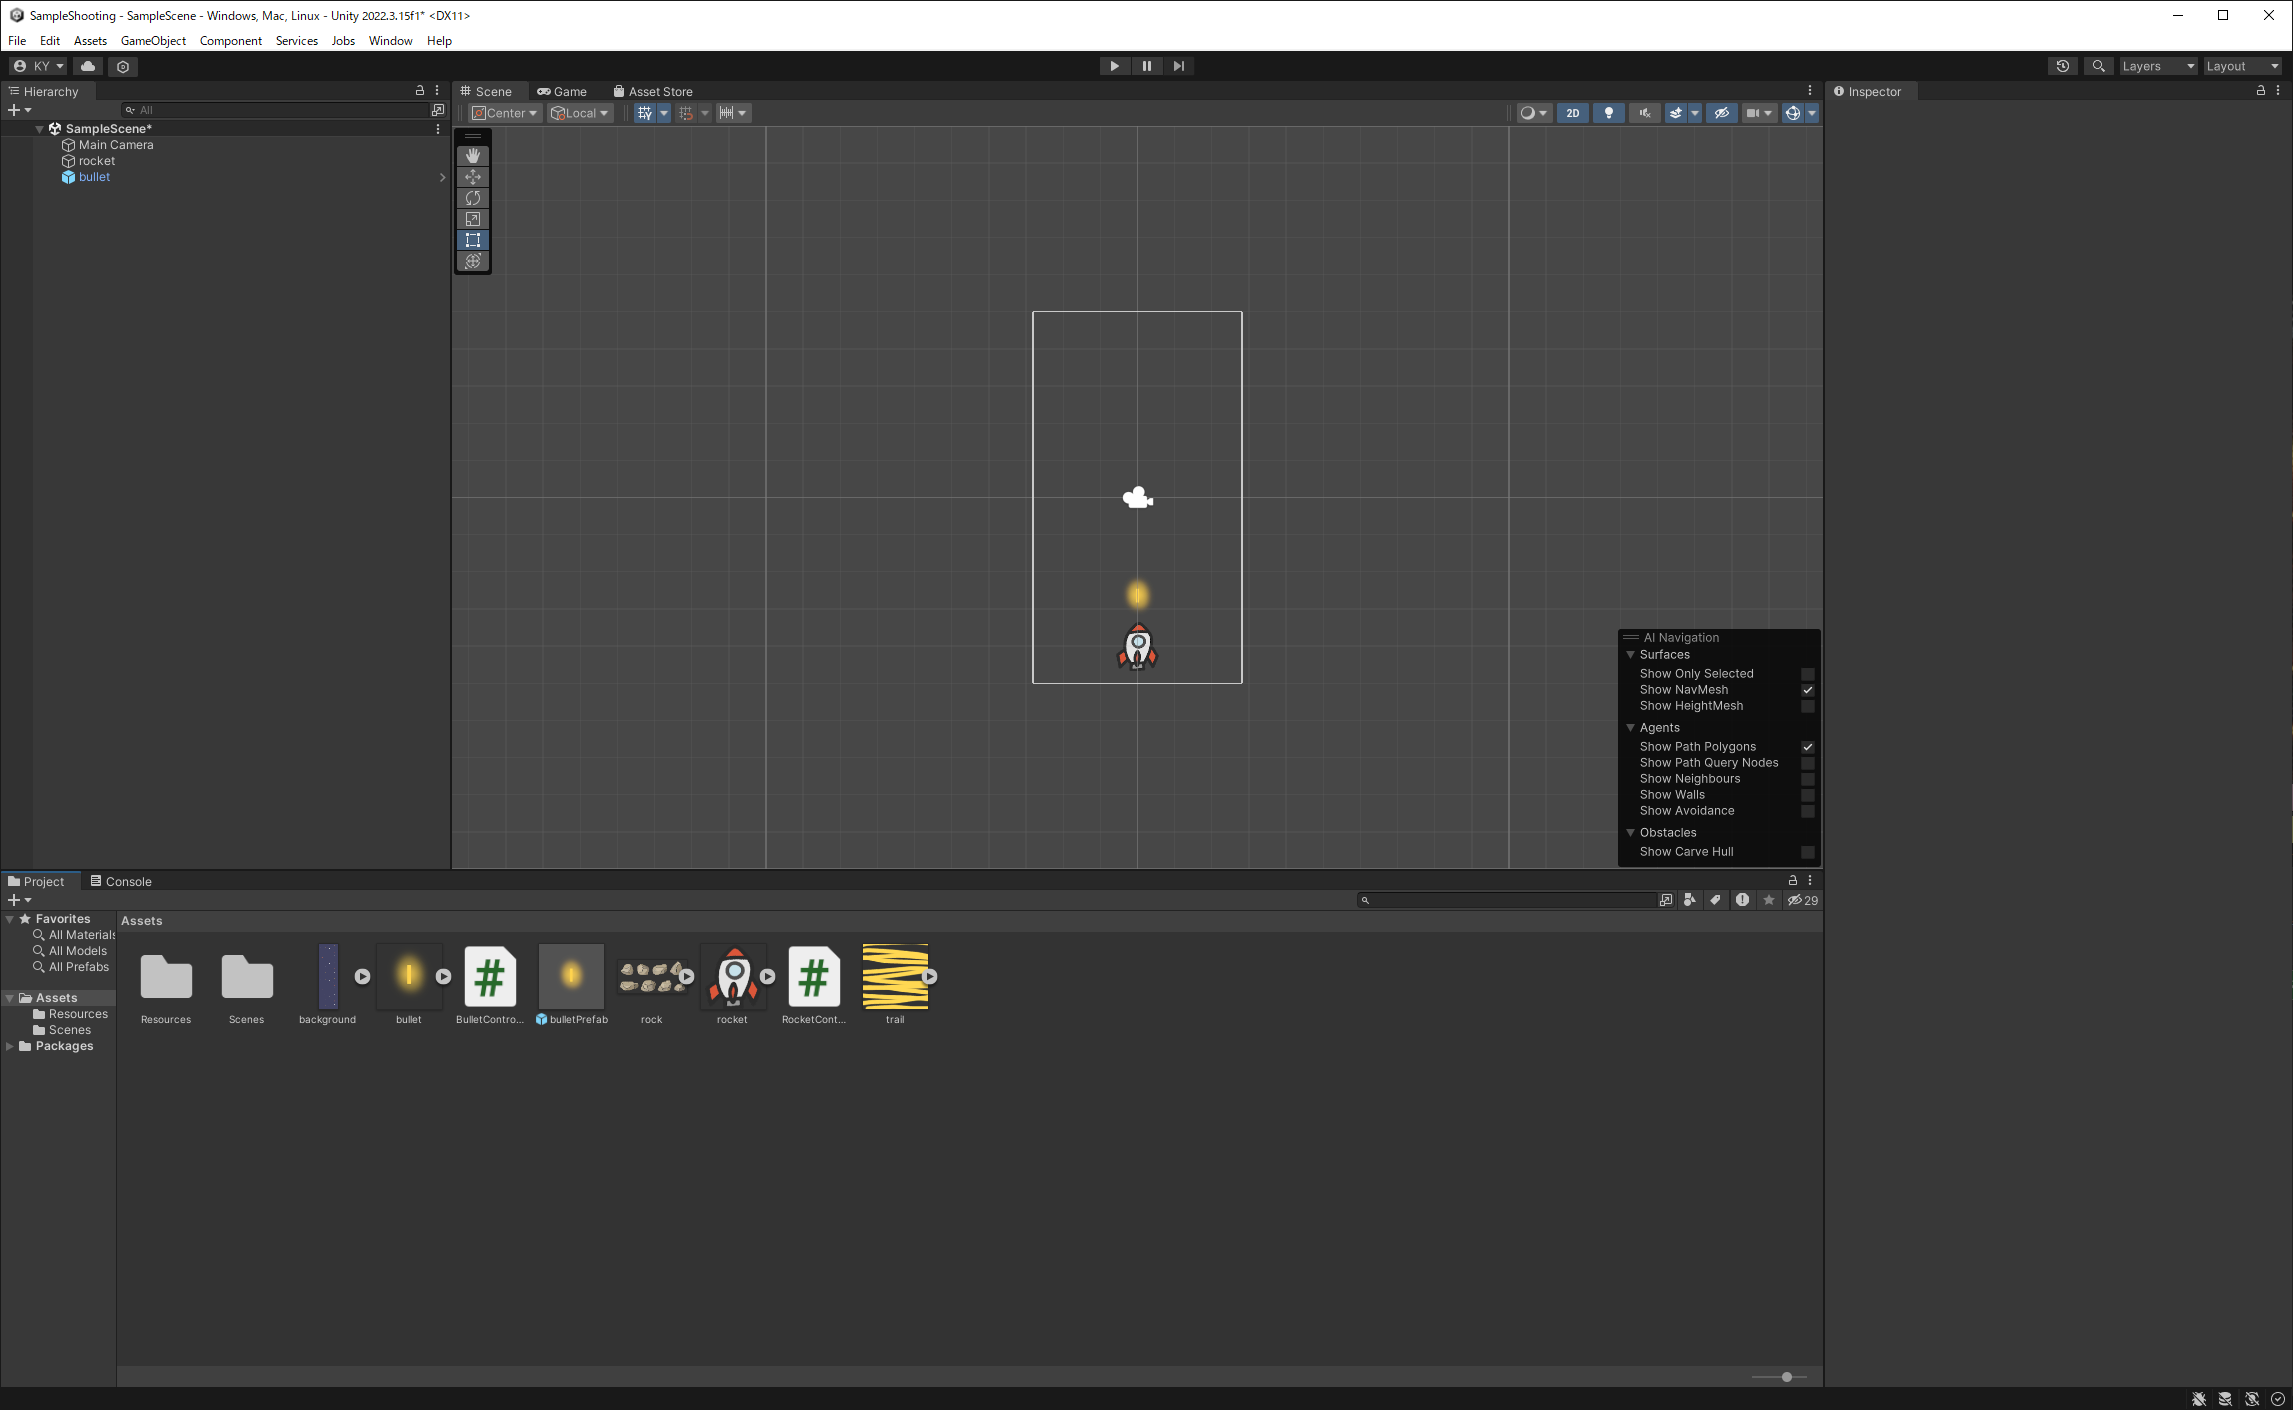 SampleShooting - SampleScene - Windows, Mac, Linux - Unity 2022.3.15f1* <DX11>
File Edit Assets GameObject Component Services Jobs Window Help
KY Layers Layout
Hierarchy
All
SampleScene*
Main Camera
rocket
bullet
Scene Game Asset Store
Center Local 2D
Inspector
AI Navigation
Surfaces
Show Only Selected
Show NavMesh
Show HeightMesh
Agents
Show Path Polygons
Show Path Query Nodes
Show Neighbours
Show Walls
Show Avoidance
Obstacles
Show Carve Hull
Project Console
29
Favorites
All Materials
All Models
All Prefabs
Assets
Resources
Scenes
Packages
Assets
Resources Scenes background bullet BulletContro... bulletPrefab rock rocket RocketCont... trail